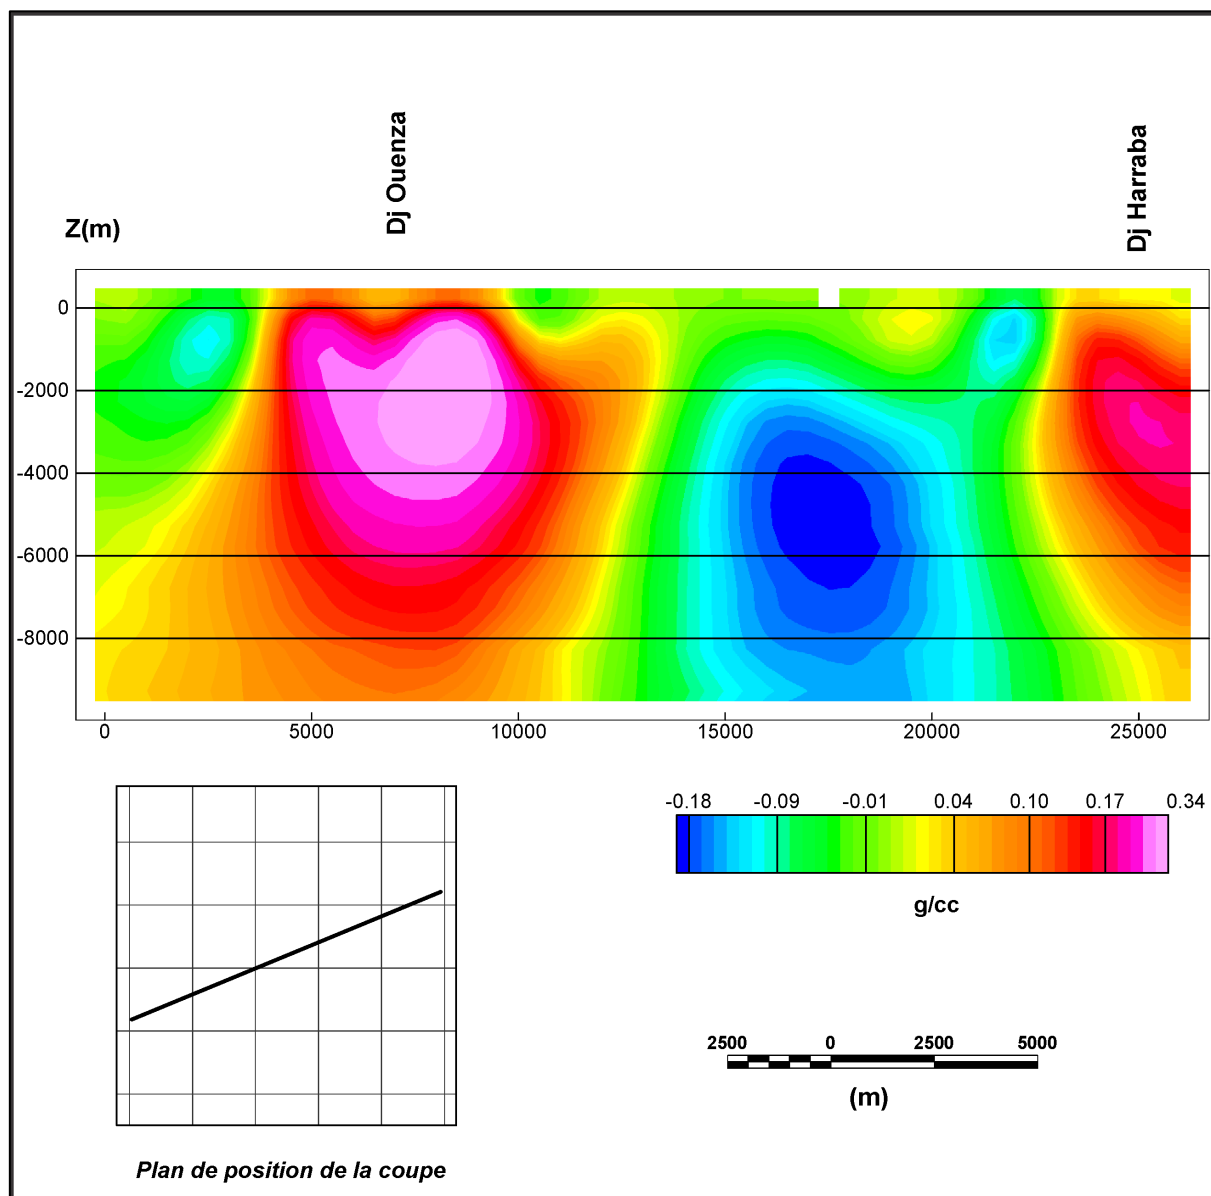 Dj Ouenza
Dj Harraba
Z(m)
0
-2000
-4000
-6000
-8000
0 5000 10000 15000 20000 25000
-0.18 -0.09 -0.01 0.04 0.10 0.17 0.34
g/cc
2500 0 2500 5000
(m)
Plan de position de la coupe